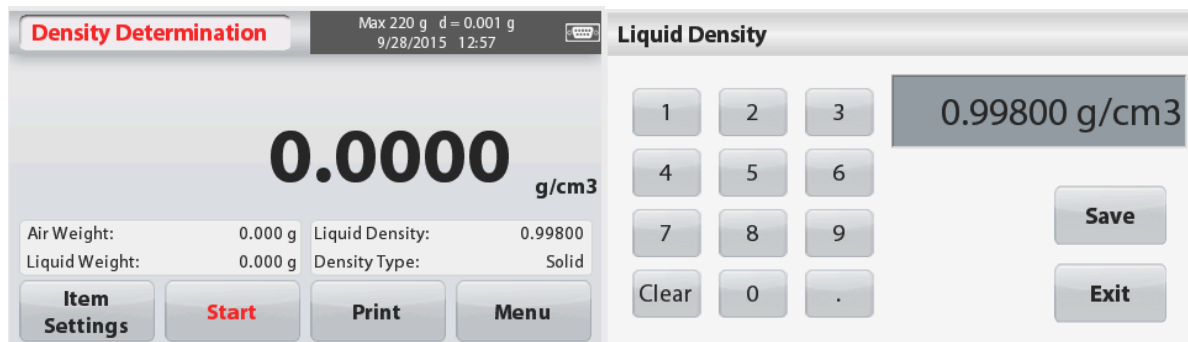 Density Determination
Max 220 g d = 0.001 g
9/28/2015 12:57
0.0000
g/cm3
Air Weight: 0.000 g Liquid Density: 0.99800
Liquid Weight: 0.000 g Density Type: Solid
Item
Settings
Start
Print
Menu
Liquid Density
0.99800 g/cm3
1 2 3
4 5 6
7 8 9
Clear 0 .
Save
Exit